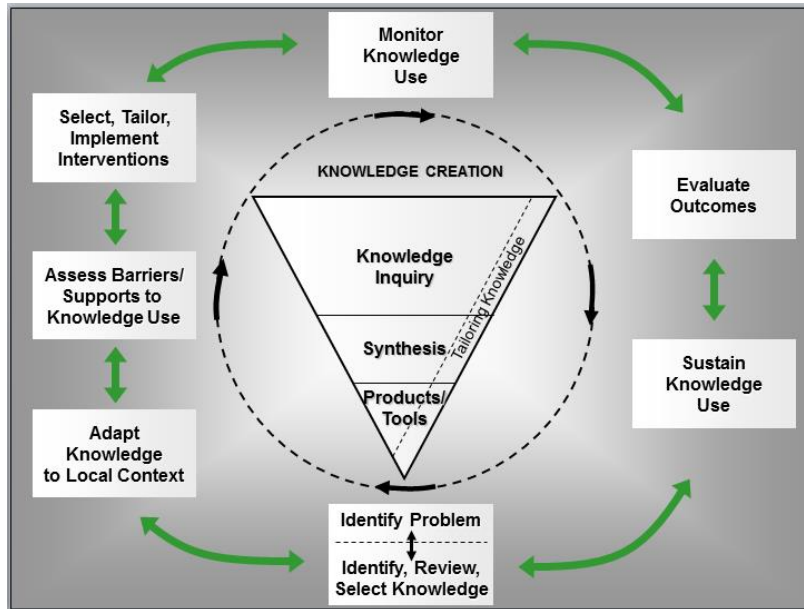 Monitor
Knowledge
Use
Select, Tailor,
Implement
Interventions
KNOWLEDGE CREATION
Evaluate
Outcomes
Knowledge
Inquiry
Tailoring Knowledge
Assess Barriers/
Supports to
Knowledge Use
Synthesis
Sustain
Knowledge
Use
Products/
Tools
Adapt
Knowledge
to Local Context
Identify Problem
Identify, Review,
Select Knowledge